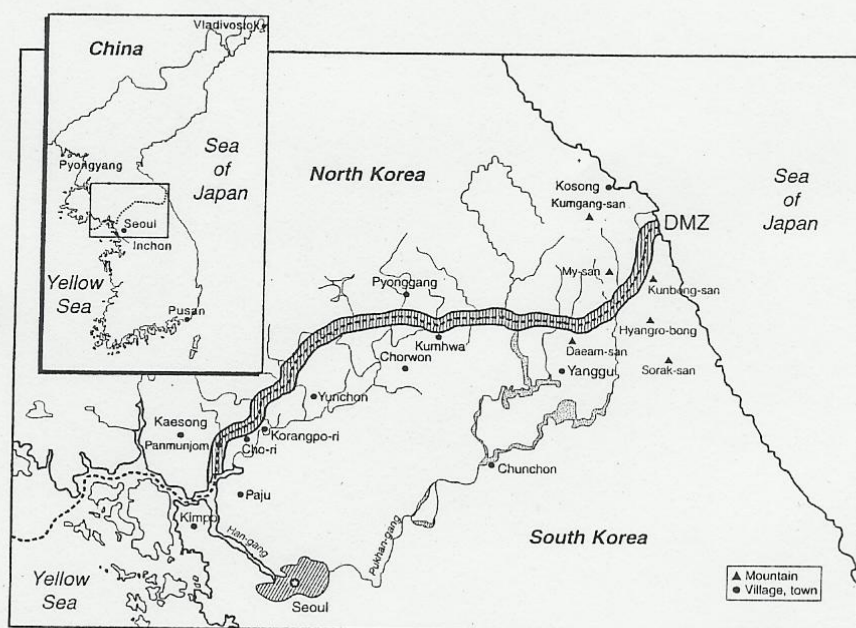 Vladivostok
China
Pyongyang
Sea
of
Japan
Seoul
Inchon
Yellow
Sea
Pusan
North Korea
Kosong
Kumgang-san
Sea
of
Japan
DMZ
My-san
Kunbong-san
Pyonggang
Hyangro-bong
Kumhwa
Daeam-san
Chorwon
Yanggu
Sorak-san
Yunchon
Kaesong
Korangpo-ri
Panmunjom
Cho-ri
Chunchon
Paju
Kimpo
Han-gang
Pukhan-gang
South Korea
Yellow
Sea
Seoul
Mountain
Village, town